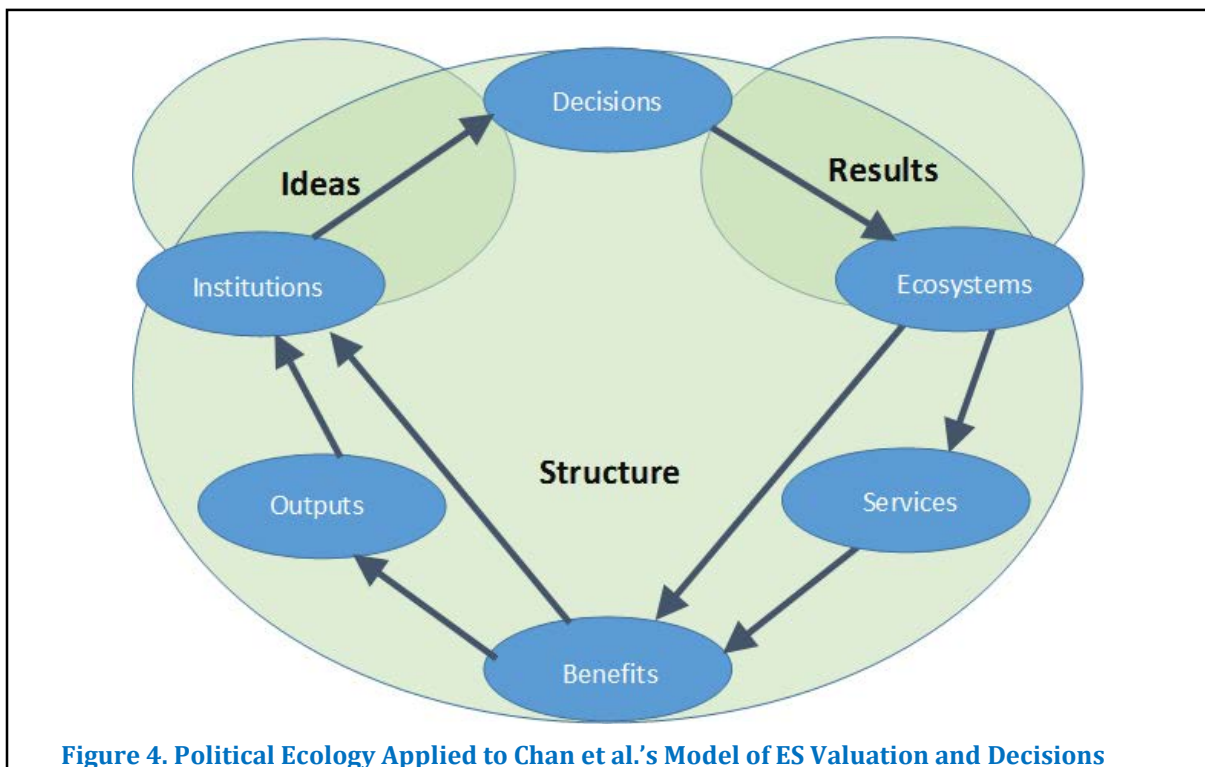 Decisions
Ideas
Results
Institutions
Ecosystems
Structure
Outputs
Services
Benefits
Figure 4. Political Ecology Applied to Chan et al.’s Model of ES Valuation and Decisions